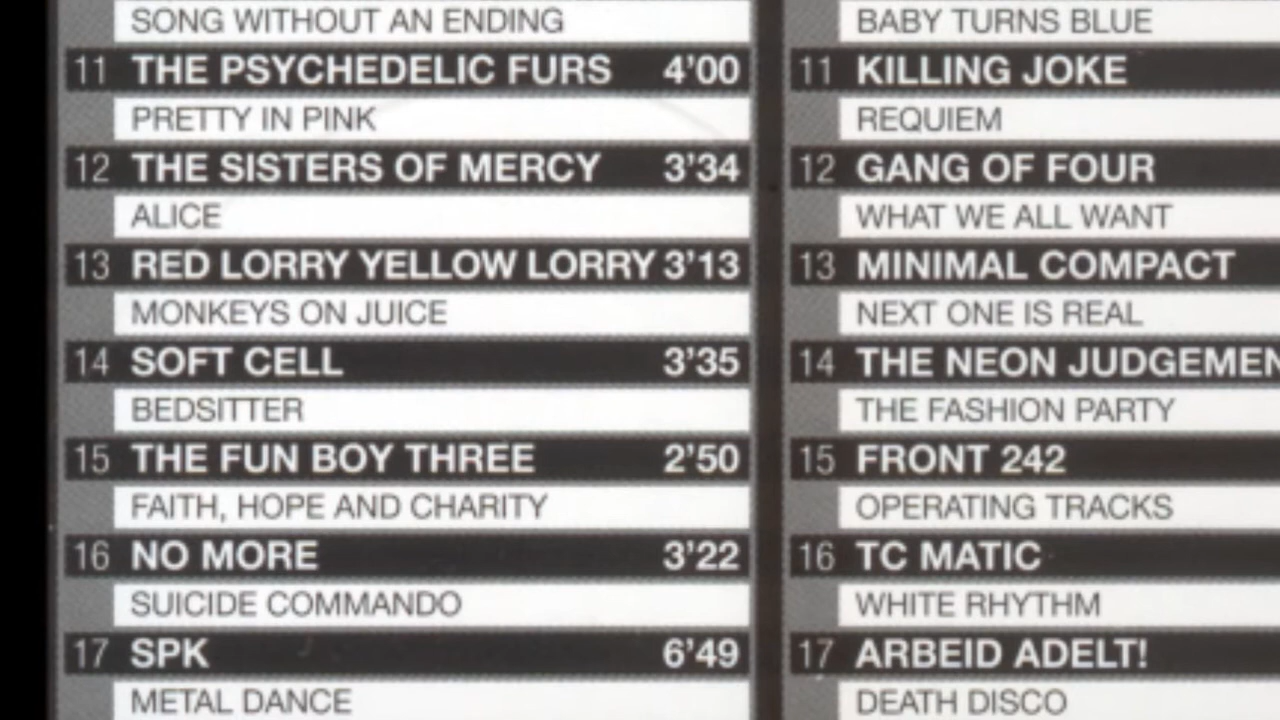 SONG WITHOUT AN ENDING
11 THE PSYCHEDELIC FURS 4'00
PRETTY IN PINK
12 THE SISTERS OF MERCY 3'34
ALICE
13 RED LORRY YELLOW LORRY 3'13
MONKEYS ON JUICE
14 SOFT CELL 3'35
BEDSITTER
15 THE FUN BOY THREE 2'50
FAITH, HOPE AND CHARITY
16 NO MORE 3'22
SUICIDE COMMANDO
17 SPK 6'49
METAL DANCE
BABY TURNS BLUE
11 KILLING JOKE
REQUIEM
12 GANG OF FOUR
WHAT WE ALL WANT
13 MINIMAL COMPACT
NEXT ONE IS REAL
14 THE NEON JUDGEMEN
THE FASHION PARTY
15 FRONT 242
OPERATING TRACKS
16 TC MATIC
WHITE RHYTHM
17 ARBEID ADELT!
DEATH DISCO